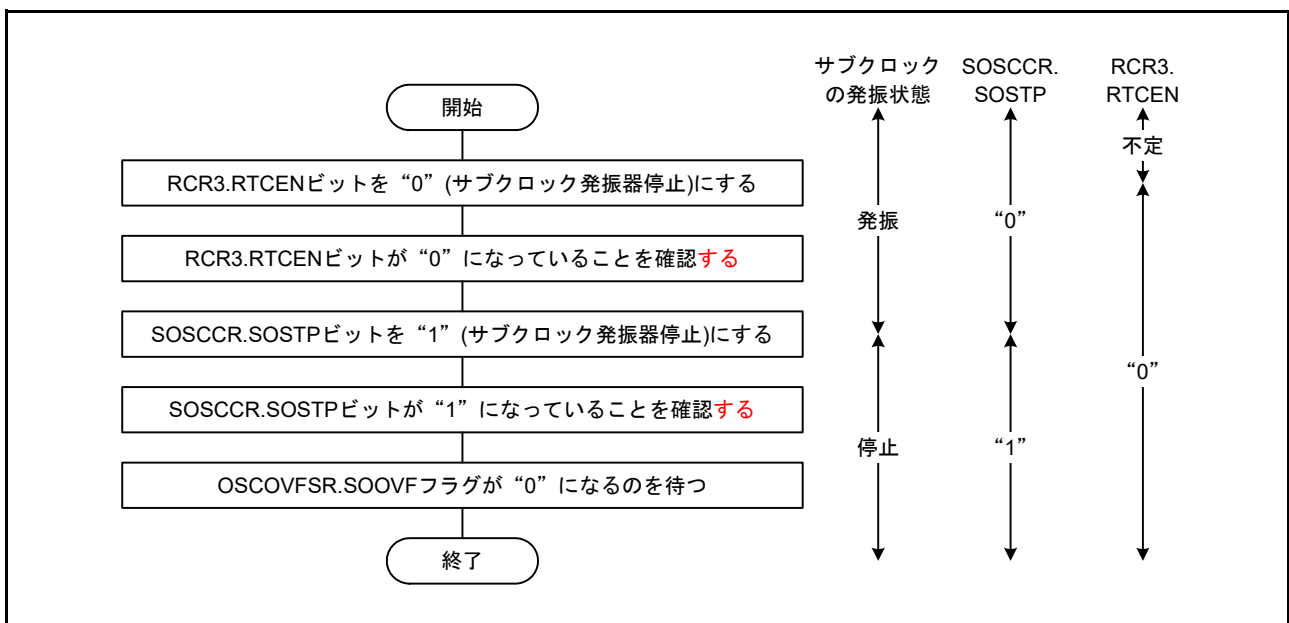 サブクロック
の発振状態
SOSCCR.
SOSTP
RCR3.
RTCEN
開始
不定
RCR3.RTCENビットを“0”(サブクロック発振器停止)にする
発振
“0”
RCR3.RTCENビットが“0”になっていることを確認する
SOSCCR.SOSTPビットを“1”(サブクロック発振器停止)にする
“0”
SOSCCR.SOSTPビットが“1”になっていることを確認する
停止
“1”
OSCOVFSR.SOOVFフラグが“0”になるのを待つ
終了